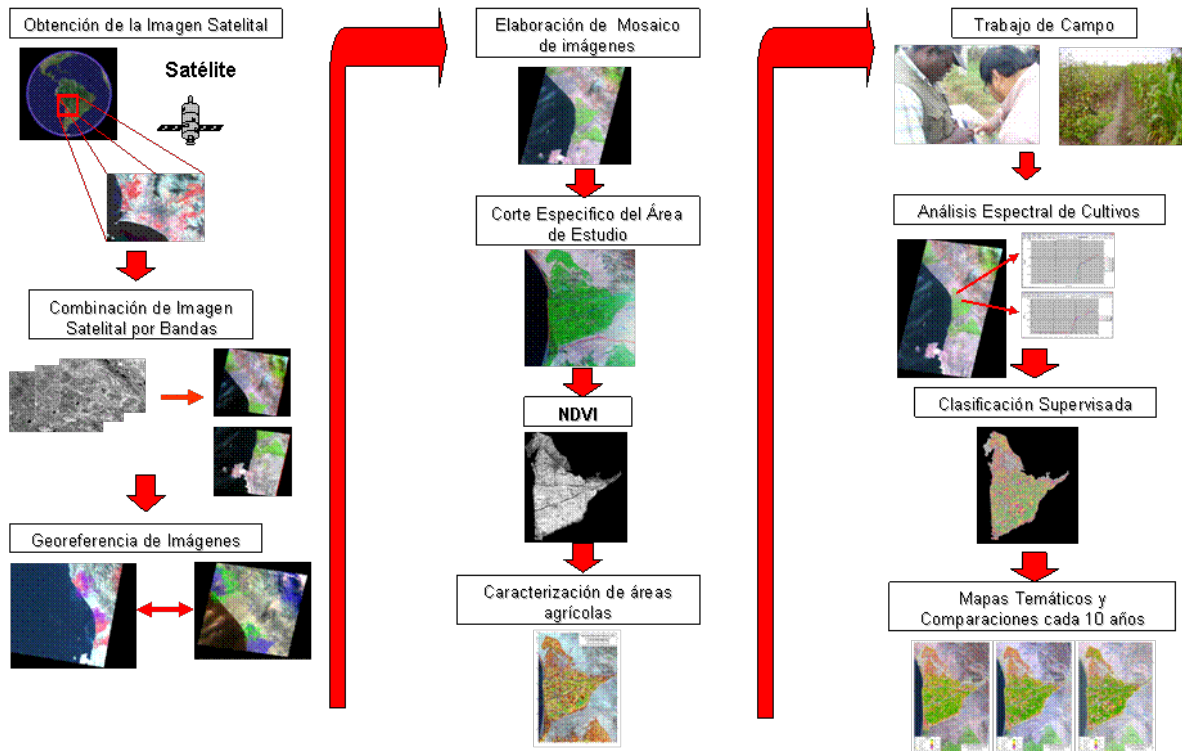 Obtención de la Imagen Satelital
Satélite
Combinación de Imagen
Satelital por Bandas
Georeferencia de Imágenes
Elaboración de Mosaico
de imágenes
Corte Especifico del Área
de Estudio
NDVI
Caracterización de áreas
agrícolas
Trabajo de Campo
Análisis Espectral de Cultivos
Clasificación Supervisada
Mapas Temáticos y
Comparaciones cada 10 años